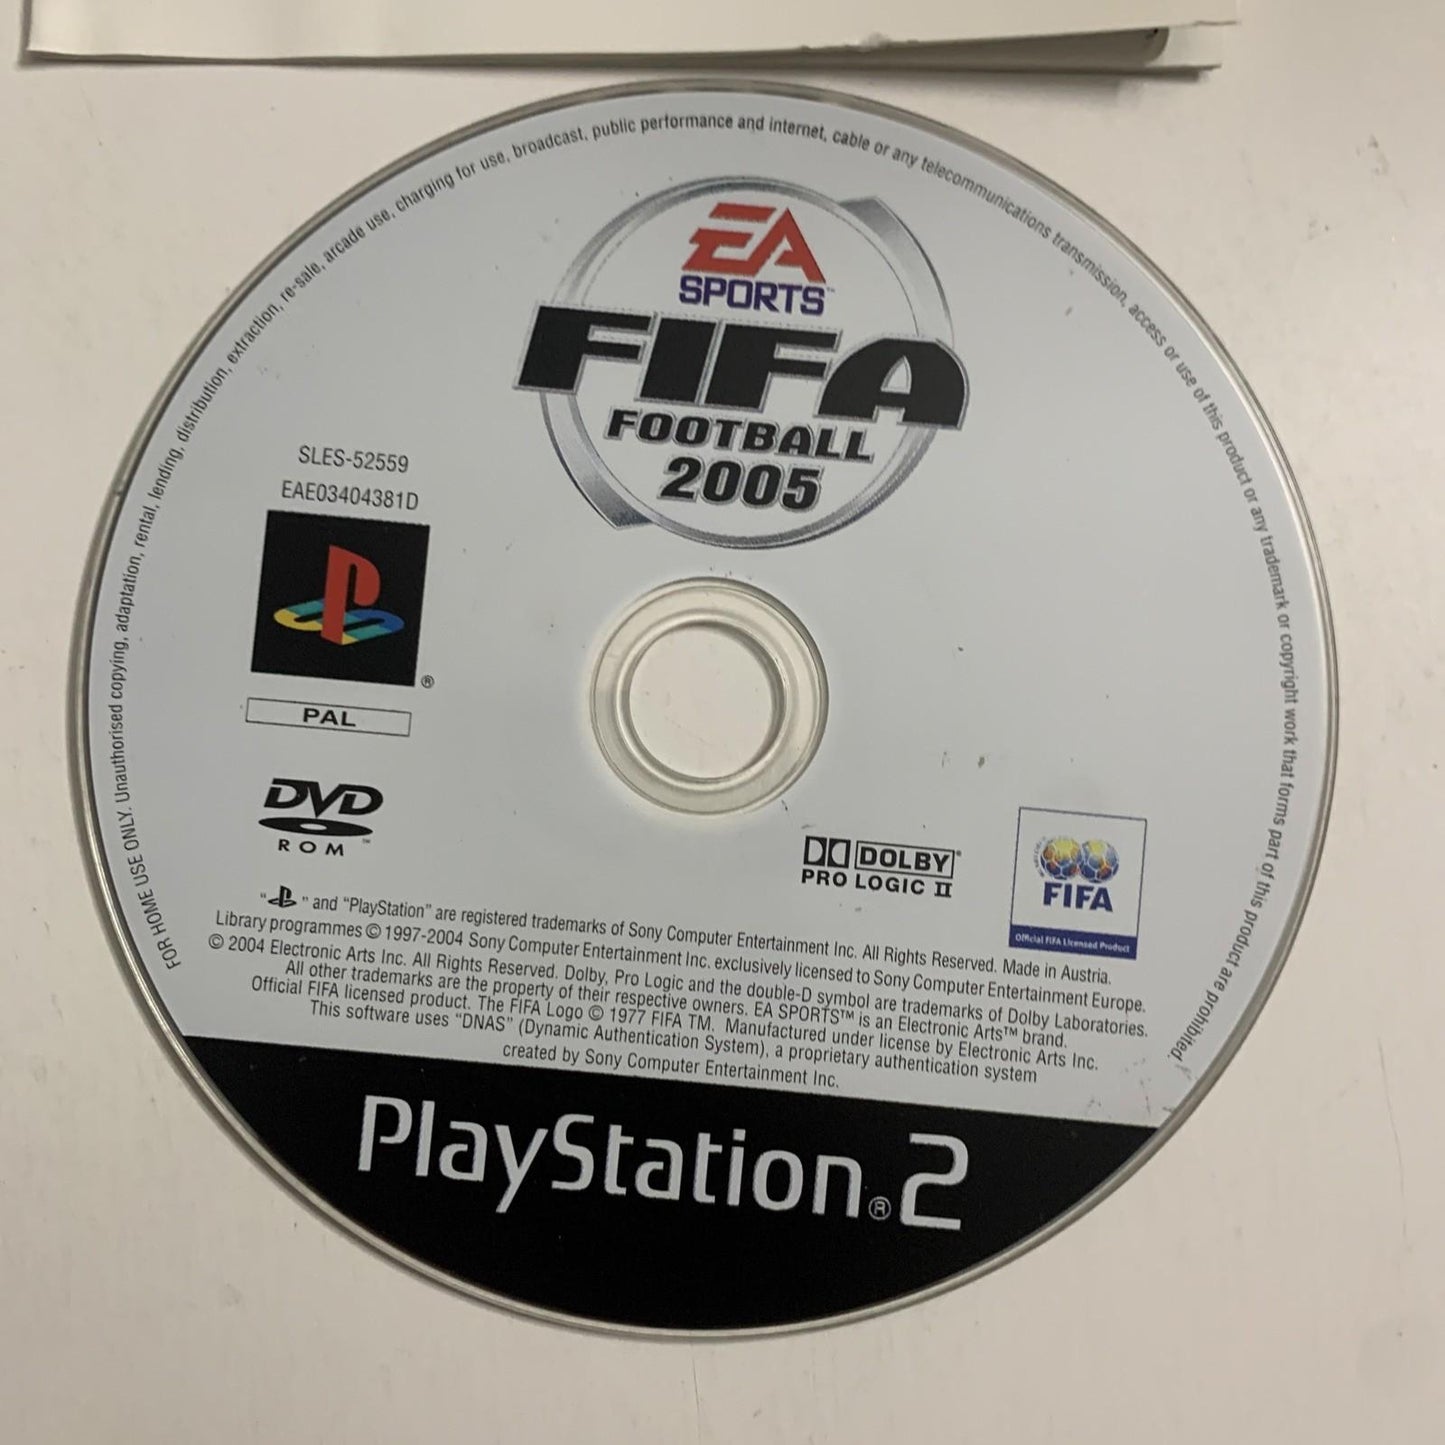 FOR HOME USE ONLY. Unauthorised copying, adaptation, rental, lending, distribution, extraction, re-sale, arcade use, charging for use, broadcast, public performance and internet, cable or any telecommunications transmission, access or use of this product or any trademark or copyright work that forms part of this product are prohibited.
EA
SPORTS™
FIFA
FOOTBALL
2005
SLES-52559
EAE03404381D
®
PAL
DVD
ROM™
DOLBY®
PRO LOGIC II
FIFA
Official FIFA Licensed Product
" " and "PlayStation" are registered trademarks of Sony Computer Entertainment Inc. All Rights Reserved. Made in Austria.
Library programmes © 1997-2004 Sony Computer Entertainment Inc. exclusively licensed to Sony Computer Entertainment Europe.
© 2004 Electronic Arts Inc. All Rights Reserved. Dolby, Pro Logic and the double-D symbol are trademarks of Dolby Laboratories.
All other trademarks are the property of their respective owners. EA SPORTS™ is an Electronic Arts™ brand.
Official FIFA licensed product. The FIFA Logo © 1977 FIFA TM. Manufactured under license by Electronic Arts Inc.
This software uses "DNAS" (Dynamic Authentication System), a proprietary authentication system
created by Sony Computer Entertainment Inc.
PlayStation®2